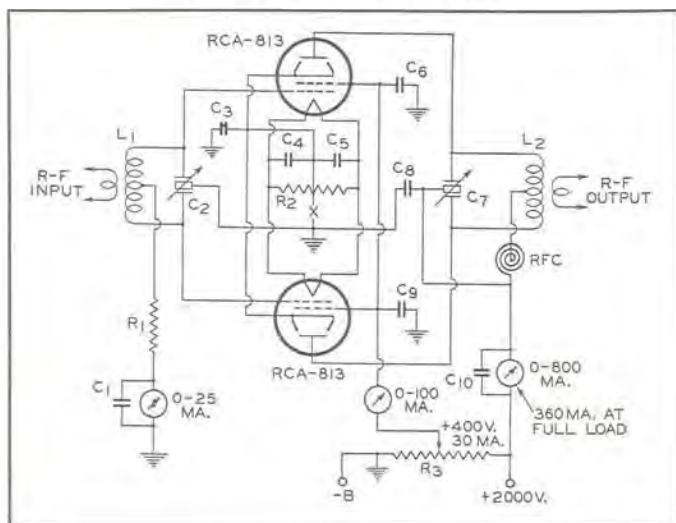 RCA-813
C6
C3
L1
C4
C5
L2
C8
R-F
INPUT
C2
R2
X
C7
R-F
OUTPUT
RFC
C9
R1
RCA-813
C1
0-25
MA.
0-100
MA.
C10
0-800
MA.
+400V.
30 MA.
360 MA. AT
FULL LOAD
R3
-B
+2000V.